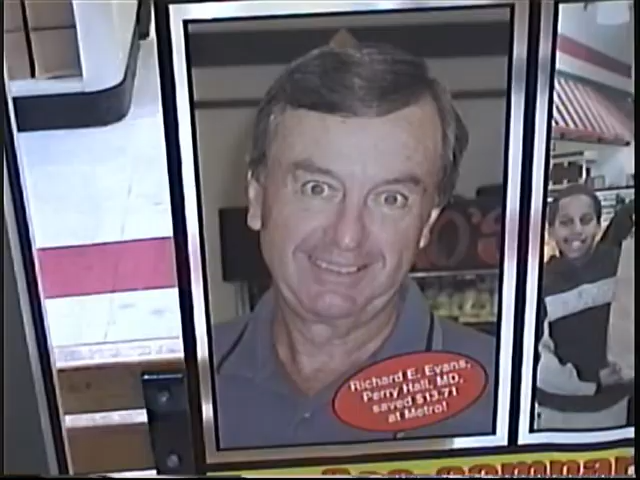 O'S
Richard E. Evans,
Perry Hall, MD,
saved $13.71
at Metro!